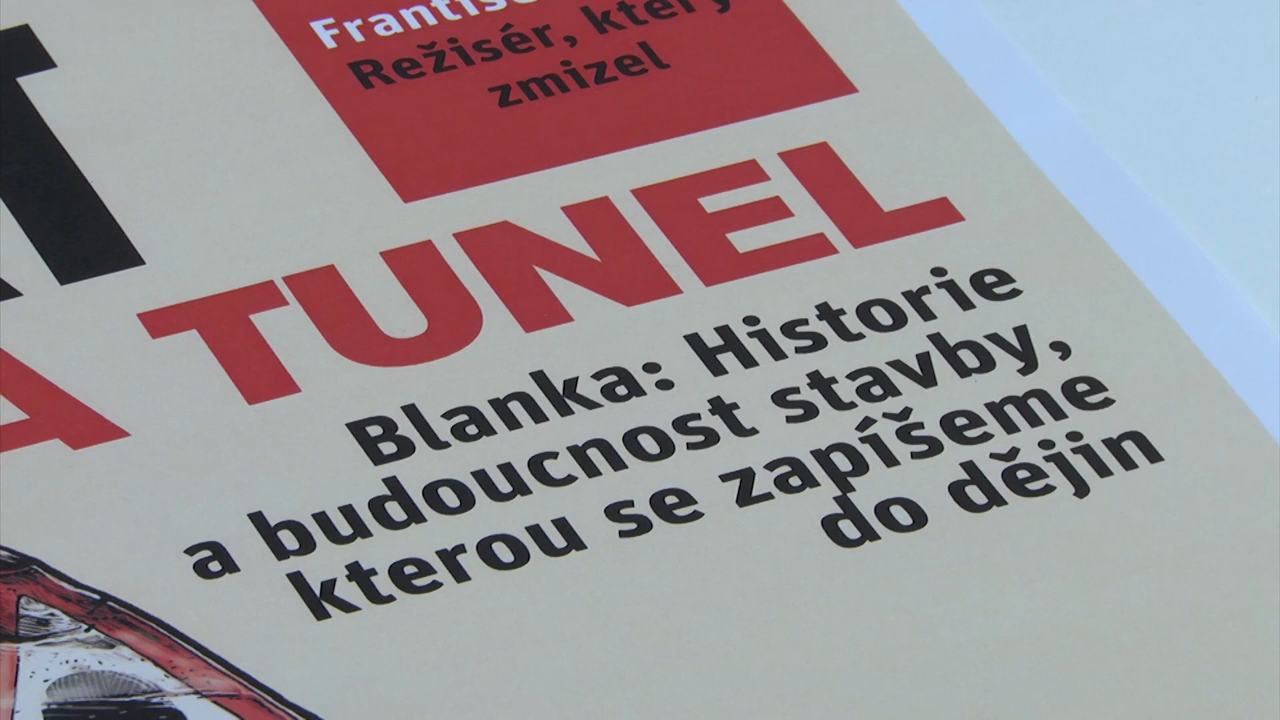 Režisér, který
zmizel
TUNEL
Blanka: Historie
a budoucnost stavby,
kterou se zapíšeme
do dějin